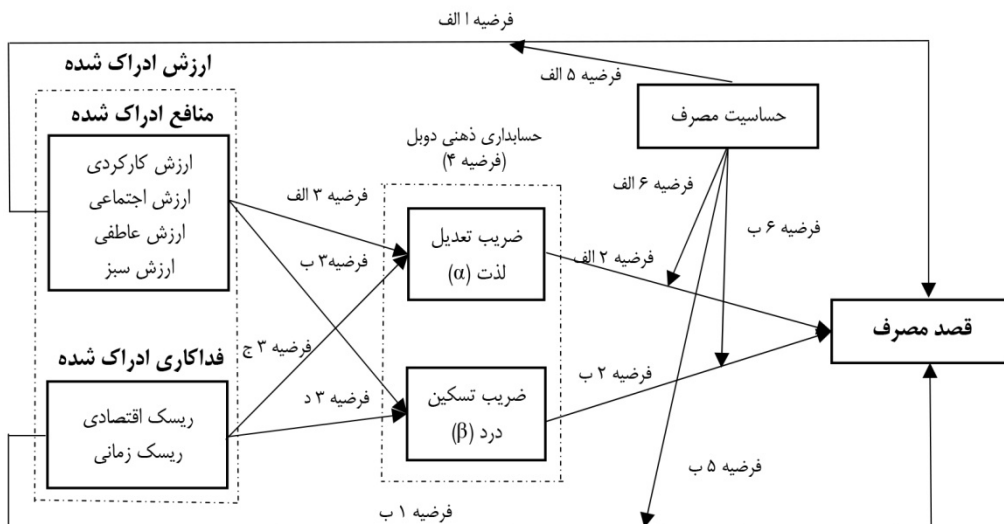 فرضیه ۱ الف
ارزش ادراک شده
فرضیه ۵ الف
منافع ادراک شده
حساسیت مصرف
ارزش کارکردی
ارزش اجتماعی
ارزش عاطفی
ارزش سبز
حسابداری ذهنی دوبل
(فرضیه ۴)
فرضیه ۶ الف
فرضیه ۳ الف
فرضیه ۶ ب
ضریب تعدیل
لذت (α)
فرضیه ۲ الف
فرضیه۳ ب
قصد مصرف
فداکاری ادراک شده
فرضیه ۳ ج
ریسک اقتصادی
ریسک زمانی
فرضیه ۳ د
ضریب تسکین
درد (β)
فرضیه ۲ ب
فرضیه ۵ ب
فرضیه ۱ ب